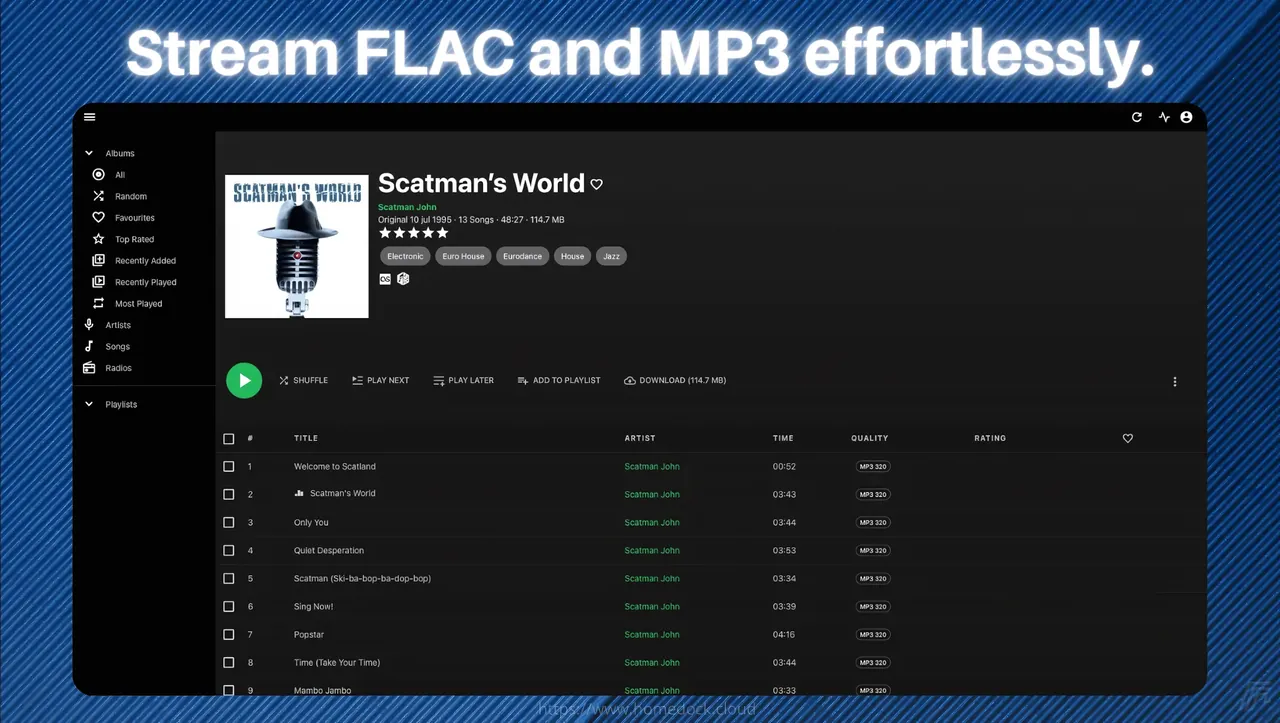 Stream FLAC and MP3 effortlessly.
Albums
All
Random
Favourites
Top Rated
Recently Added
Recently Played
Most Played
Artists
Songs
Radios
Playlists
SCATMAN'S WORLD
Scatman's World
Scatman John
Original 10 jul 1995 · 13 Songs · 48:27 · 114.7 MB
Electronic Euro House Eurodance House Jazz
SHUFFLE PLAY NEXT PLAY LATER ADD TO PLAYLIST DOWNLOAD (114.7 MB)
# TITLE ARTIST TIME QUALITY RATING
1 Welcome to Scatland Scatman John 00:52 MP3 320
2 Scatman's World Scatman John 03:43 MP3 320
3 Only You Scatman John 03:44 MP3 320
4 Quiet Desperation Scatman John 03:53 MP3 320
5 Scatman (Ski-ba-bop-ba-dop-bop) Scatman John 03:34 MP3 320
6 Sing Now! Scatman John 03:39 MP3 320
7 Popstar Scatman John 04:16 MP3 320
8 Time (Take Your Time) Scatman John 03:44 MP3 320
9 Mambo Jambo Scatman John 03:33 MP3 320
https://www.homedock.cloud